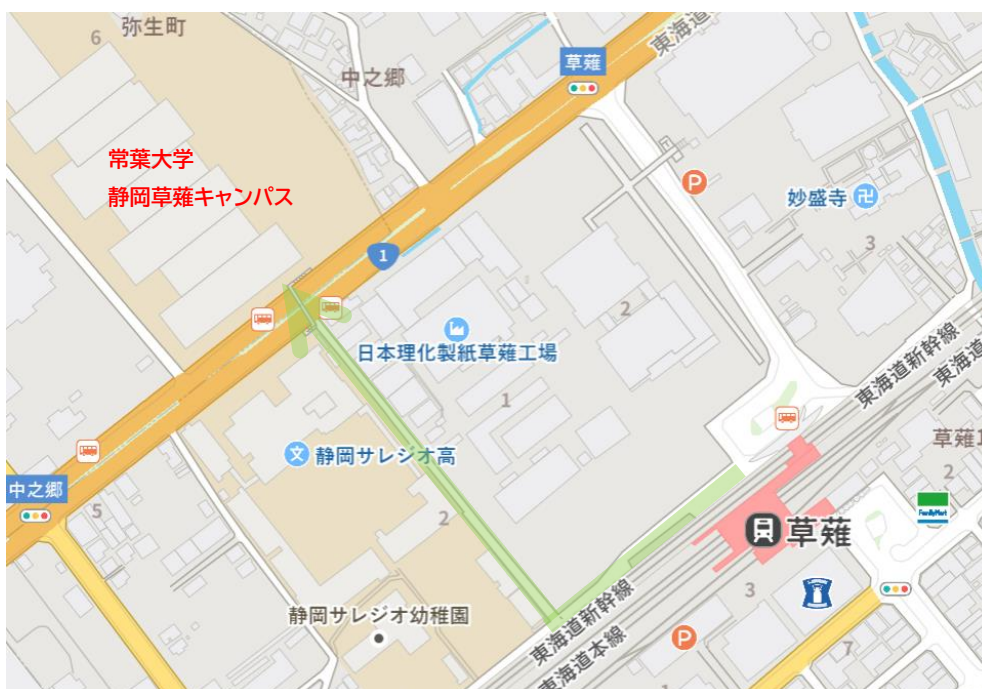 弥生町
6
中之郷
草薙
東海道
常葉大学
静岡草薙キャンパス
P
妙盛寺
3
1
2
日本理化製紙草薙工場
1
東海道新幹線
東海道
静岡サレジオ高
文
草薙1
2
中之郷
5
2
FamilyMart
草薙
静岡サレジオ幼稚園
東海道新幹線
東海道本線
3
P
7
1